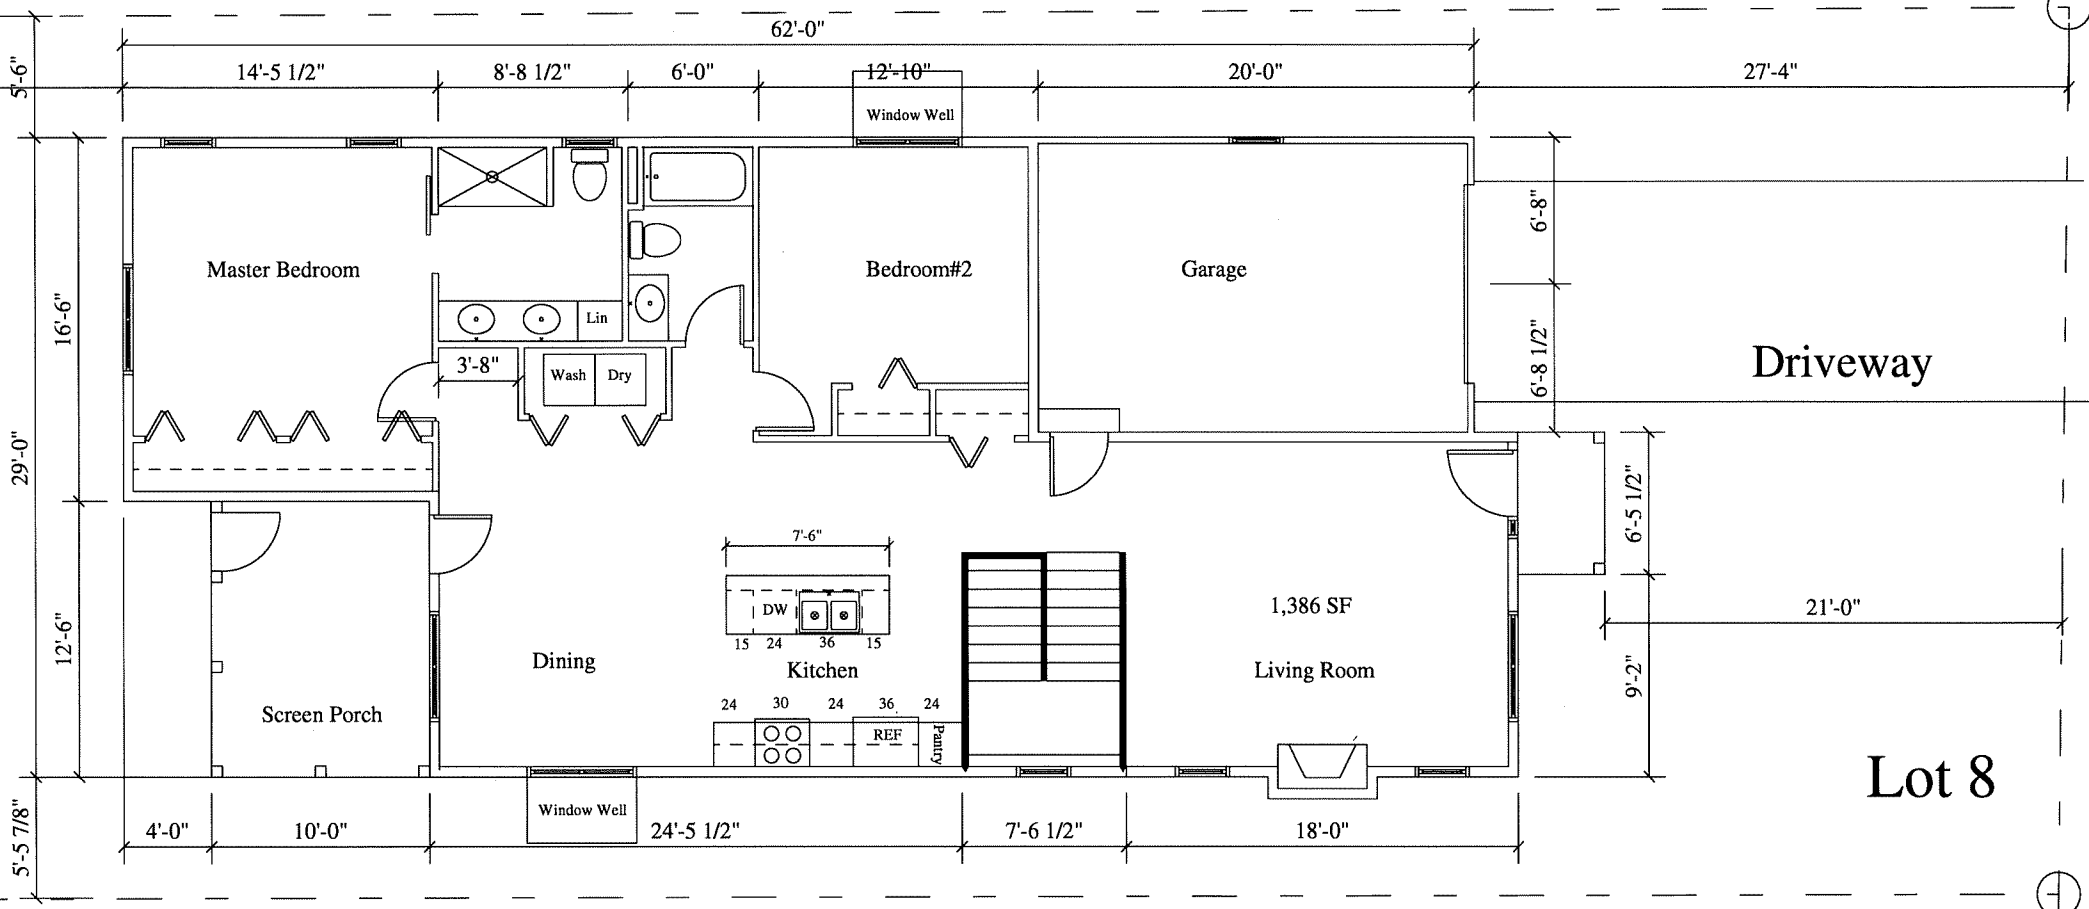 62'-0"
5'-6"
14'-5 1/2"
8'-8 1/2"
6'-0"
12'-10"
20'-0"
27'-4"
Window Well
6'-8"
Master Bedroom
Bedroom#2
Garage
16'-6"
Lin
3'-8"
Wash
Dry
6'-8 1/2"
Driveway
29'-0"
6'-5 1/2"
7'-6"
DW
1,386 SF
21'-0"
15
24
36
15
12'-6"
Dining
Kitchen
Living Room
9'-2"
24
30
24
36
24
Screen Porch
REF
Pantry
Lot 8
Window Well
5'-5 7/8"
4'-0"
10'-0"
24'-5 1/2"
7'-6 1/2"
18'-0"